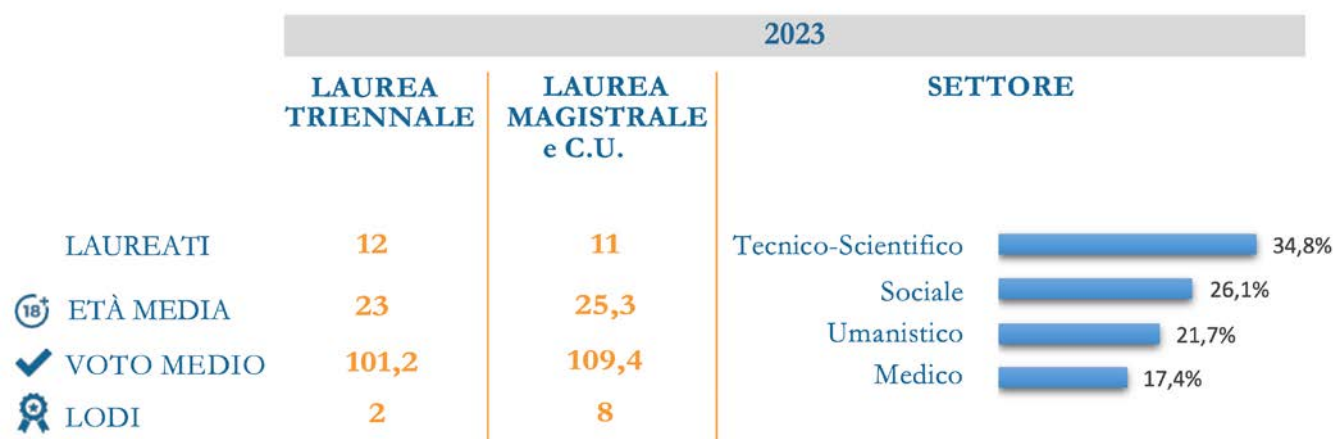 2023
LAUREA
TRIENNALE
LAUREA
MAGISTRALE
e C.U.
SETTORE
LAUREATI 12 11
18+ ETÀ MEDIA 23 25,3
VOTO MEDIO 101,2 109,4
LODI 2 8
Tecnico-Scientifico 34,8%
Sociale 26,1%
Umanistico 21,7%
Medico 17,4%